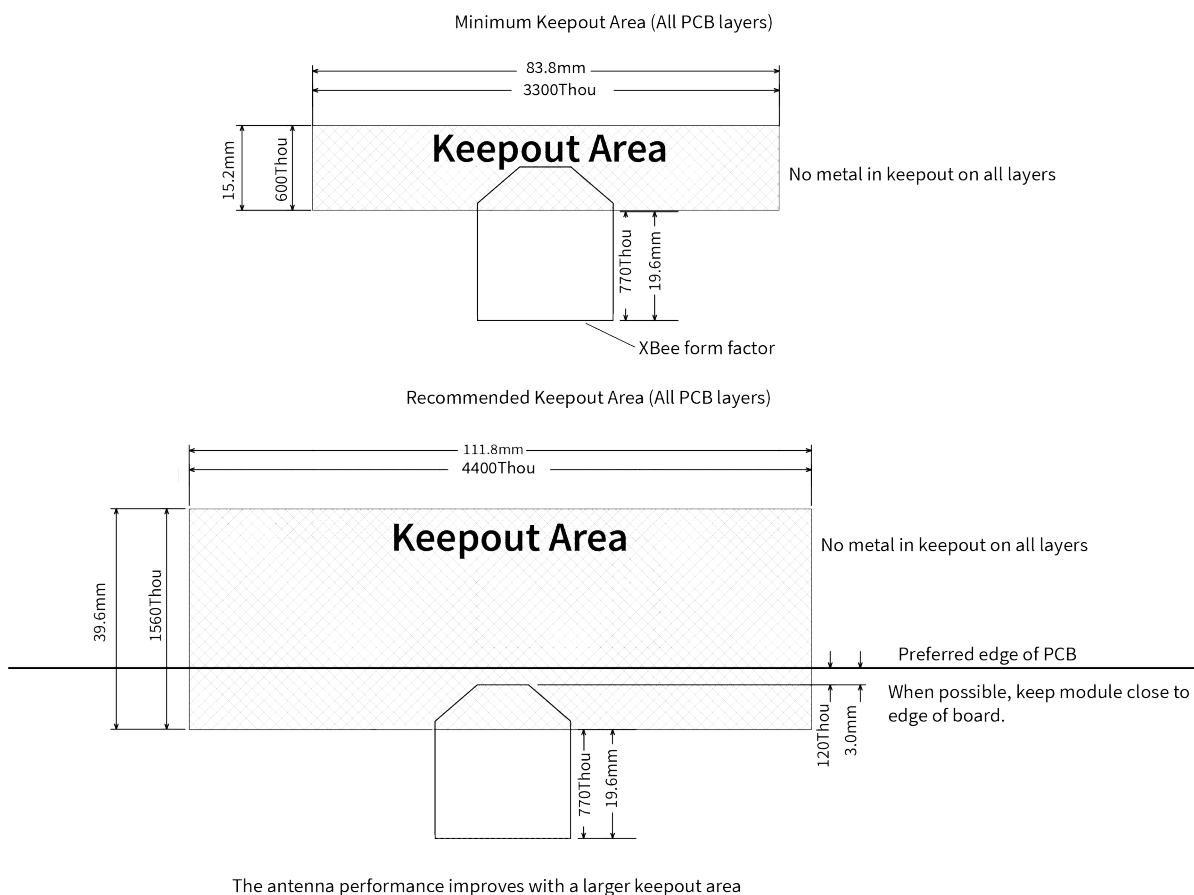 Minimum Keepout Area (All PCB layers)
83.8mm
3300Thou
Keepout Area
15.2mm
600Thou
No metal in keepout on all layers
770Thou
19.6mm
XBee form factor
Recommended Keepout Area (All PCB layers)
111.8mm
4400Thou
Keepout Area
No metal in keepout on all layers
39.6mm
1560Thou
Preferred edge of PCB
When possible, keep module close to
edge of board.
120Thou
3.0mm
770Thou
19.6mm
The antenna performance improves with a larger keepout area